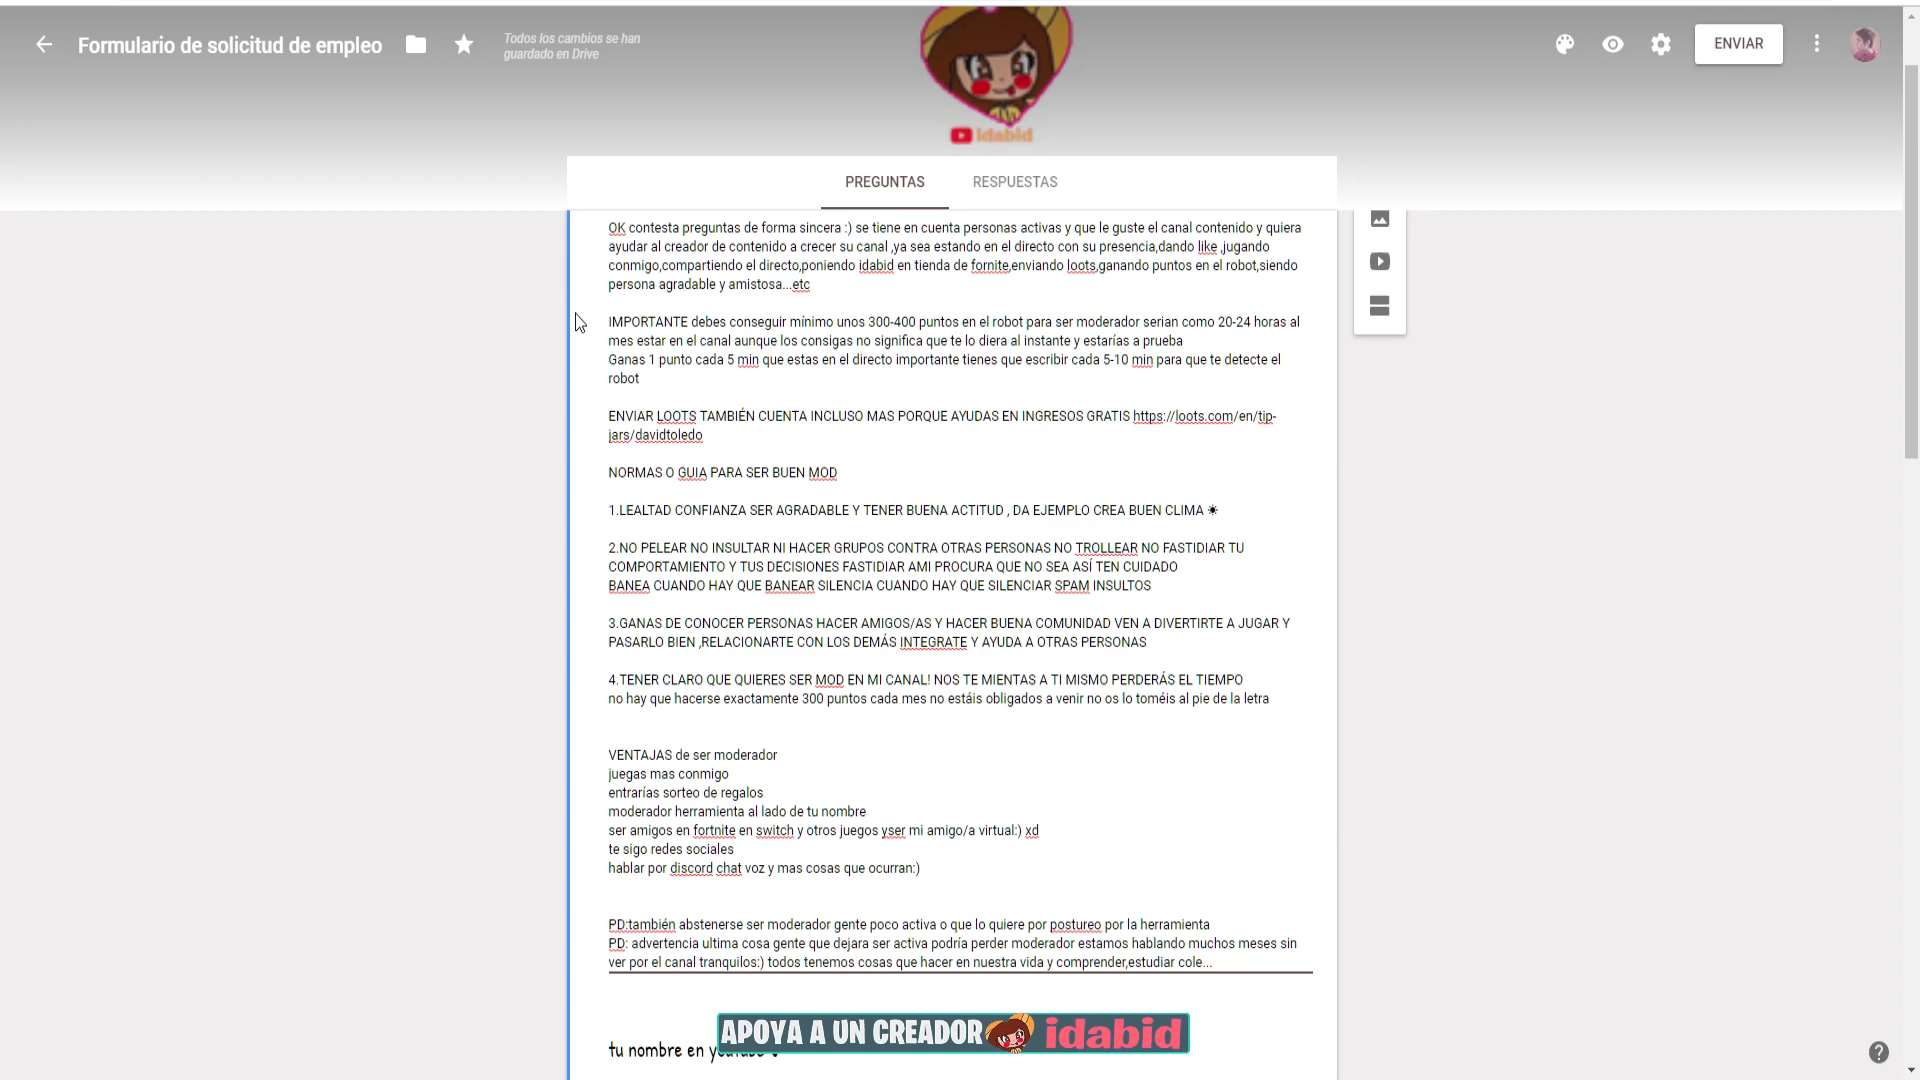 Formulario de solicitud de empleo
Todos los cambios se han
guardado en Drive
ENVIAR
idabid
PREGUNTAS
RESPUESTAS
OK contesta preguntas de forma sincera :) se tiene en cuenta personas activas y que le guste el canal contenido y quiera
ayudar al creador de contenido a crecer su canal ,ya sea estando en el directo con su presencia,dando like ,jugando
conmigo,compartiendo el directo,poniendo idabid en tienda de fornite,enviando loots,ganando puntos en el robot,siendo
persona agradable y amistosa...etc
IMPORTANTE debes conseguir mínimo unos 300-400 puntos en el robot para ser moderador serian como 20-24 horas al
mes estar en el canal aunque los consigas no significa que te lo diera al instante y estarías a prueba
Ganas 1 punto cada 5 min que estas en el directo importante tienes que escribir cada 5-10 min para que te detecte el
robot
ENVIAR LOOTS TAMBIÉN CUENTA INCLUSO MAS PORQUE AYUDAS EN INGRESOS GRATIS https://loots.com/en/tip-
jars/davidtoledo
NORMAS O GUIA PARA SER BUEN MOD
1.LEALTAD CONFIANZA SER AGRADABLE Y TENER BUENA ACTITUD , DA EJEMPLO CREA BUEN CLIMA ☀
2.NO PELEAR NO INSULTAR NI HACER GRUPOS CONTRA OTRAS PERSONAS NO TROLLEAR NO FASTIDIAR TU
COMPORTAMIENTO Y TUS DECISIONES FASTIDIAR AMI PROCURA QUE NO SEA ASÍ TEN CUIDADO
BANEA CUANDO HAY QUE BANEAR SILENCIA CUANDO HAY QUE SILENCIAR SPAM INSULTOS
3.GANAS DE CONOCER PERSONAS HACER AMIGOS/AS Y HACER BUENA COMUNIDAD VEN A DIVERTIRTE A JUGAR Y
PASARLO BIEN ,RELACIONARTE CON LOS DEMÁS INTEGRATE Y AYUDA A OTRAS PERSONAS
4.TENER CLARO QUE QUIERES SER MOD EN MI CANAL! NOS TE MIENTAS A TI MISMO PERDERÁS EL TIEMPO
no hay que hacerse exactamente 300 puntos cada mes no estáis obligados a venir no os lo toméis al pie de la letra
VENTAJAS de ser moderador
juegas mas conmigo
entrarías sorteo de regalos
moderador herramienta al lado de tu nombre
ser amigos en fortnite en switch y otros juegos yser mi amigo/a virtual:) xd
te sigo redes sociales
hablar por discord chat voz y mas cosas que ocurran:)
PD:también abstenerse ser moderador gente poco activa o que lo quiere por postureo por la herramienta
PD: advertencia ultima cosa gente que dejara ser activa podría perder moderador estamos hablando muchos meses sin
ver por el canal tranquilos:) todos tenemos cosas que hacer en nuestra vida y comprender,estudiar cole...
APOYA A UN CREADOR idabid
tu nombre en